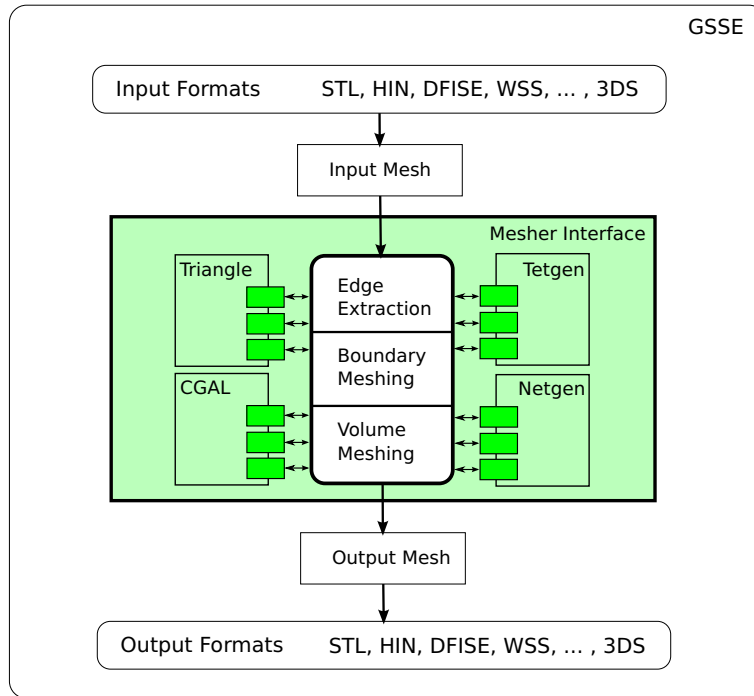 GSSE
Input Formats STL, HIN, DFISE, WSS, ... , 3DS
Input Mesh
Mesher Interface
Triangle
Edge
Extraction
Tetgen
Boundary
Meshing
CGAL
Volume
Meshing
Netgen
Output Mesh
Output Formats STL, HIN, DFISE, WSS, ... , 3DS